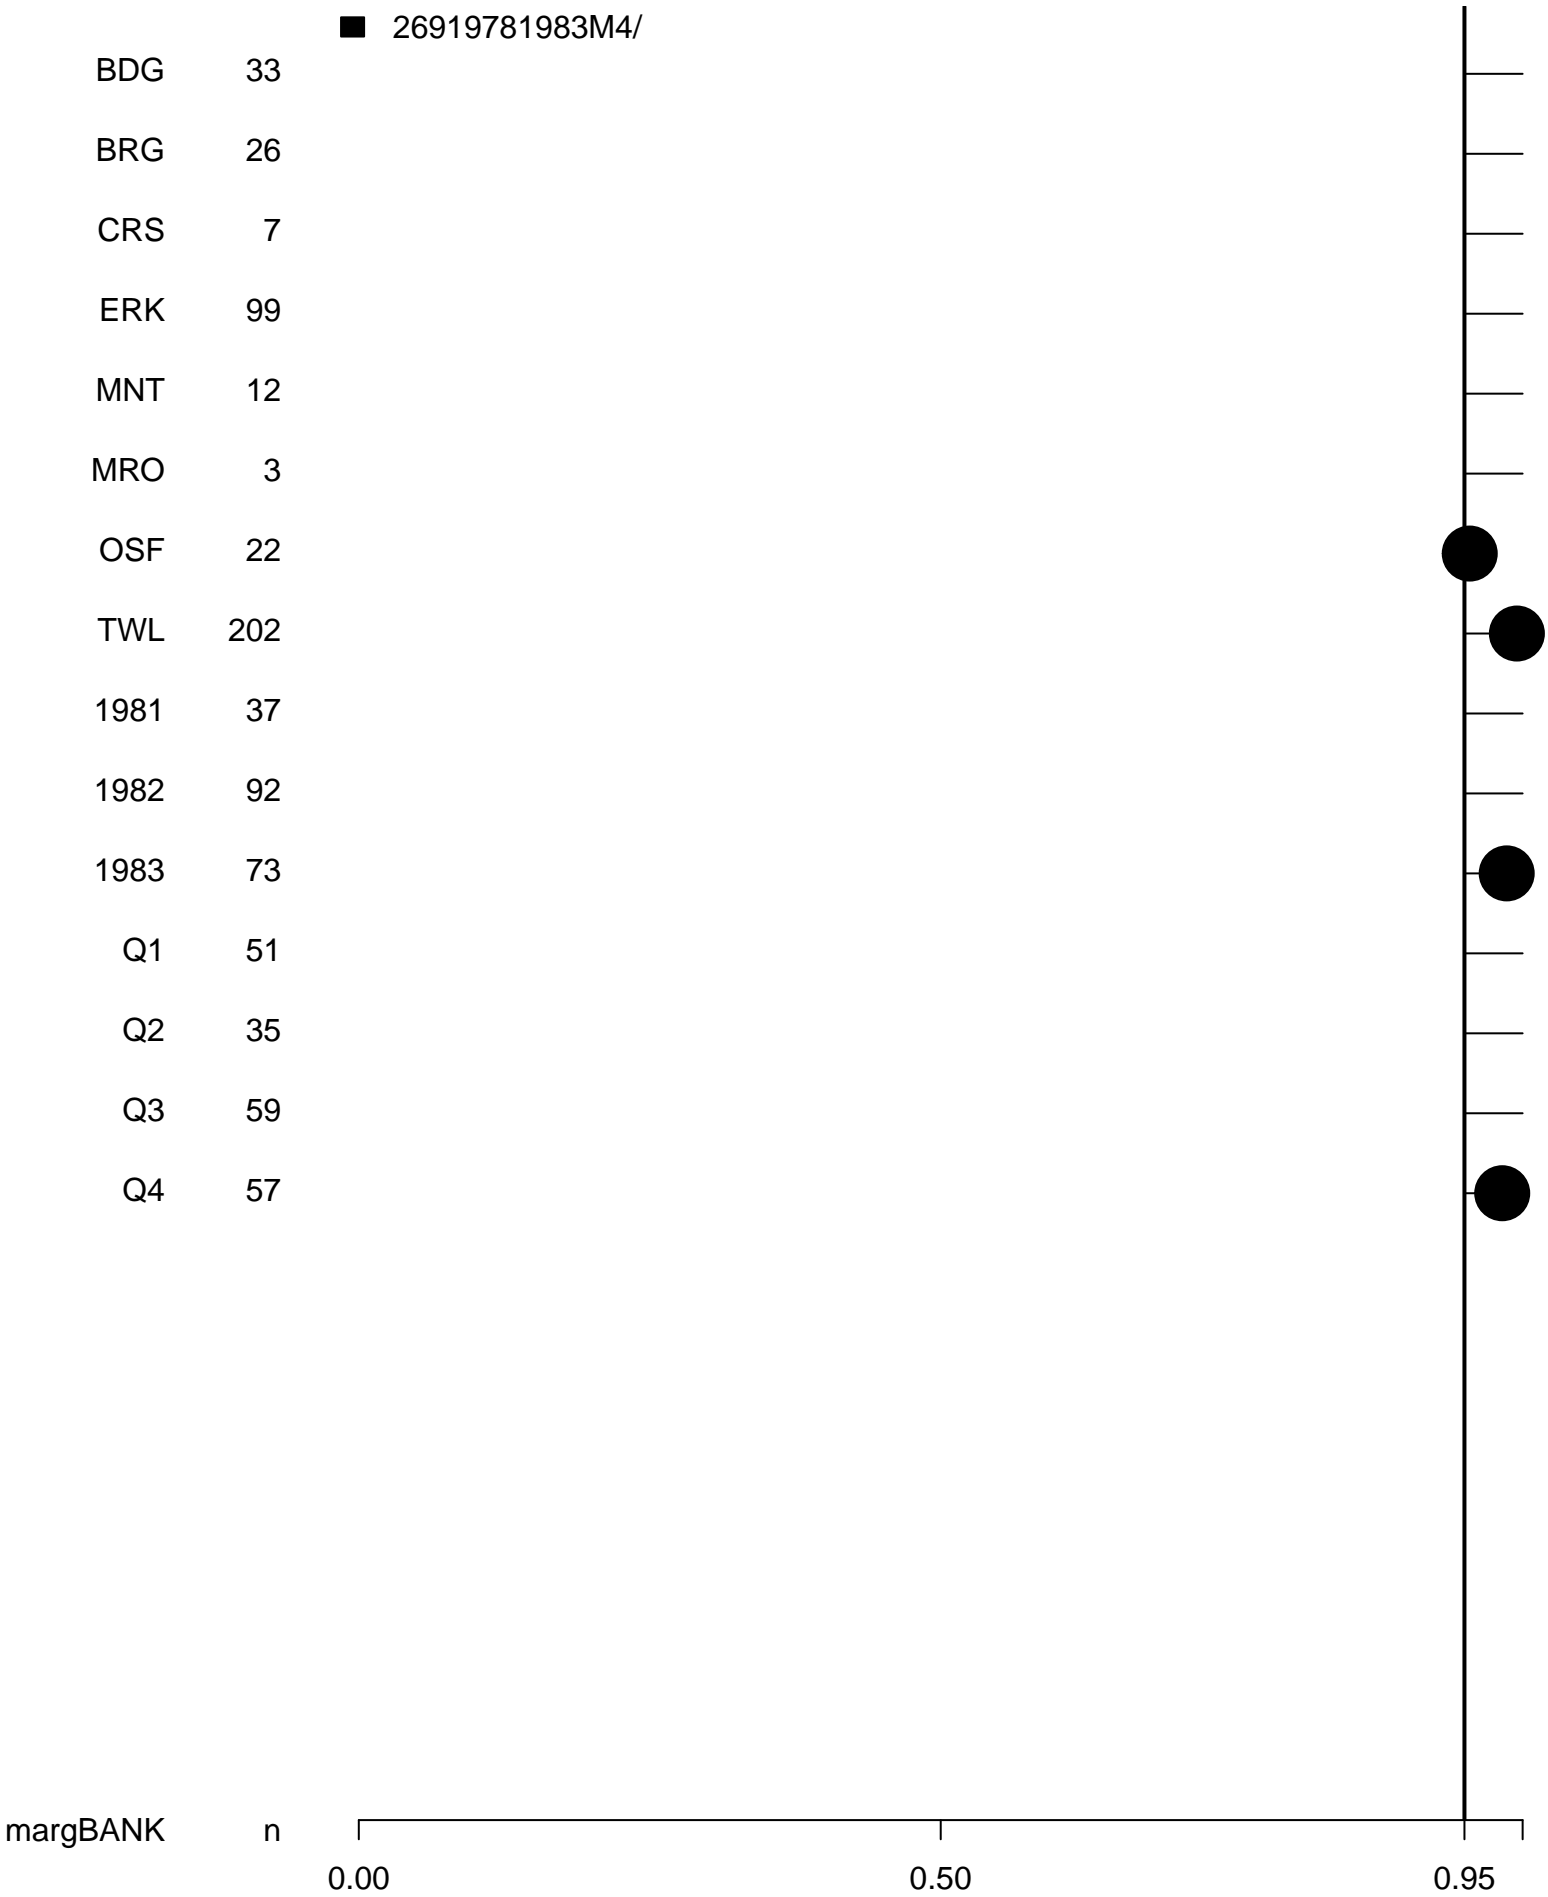 26919781983M4/
BDG 33
BRG 26
CRS 7
ERK 99
MNT 12
MRO 3
OSF 22
TWL 202
1981 37
1982 92
1983 73
Q1 51
Q2 35
Q3 59
Q4 57
margBANK n
0.00 0.50 0.95